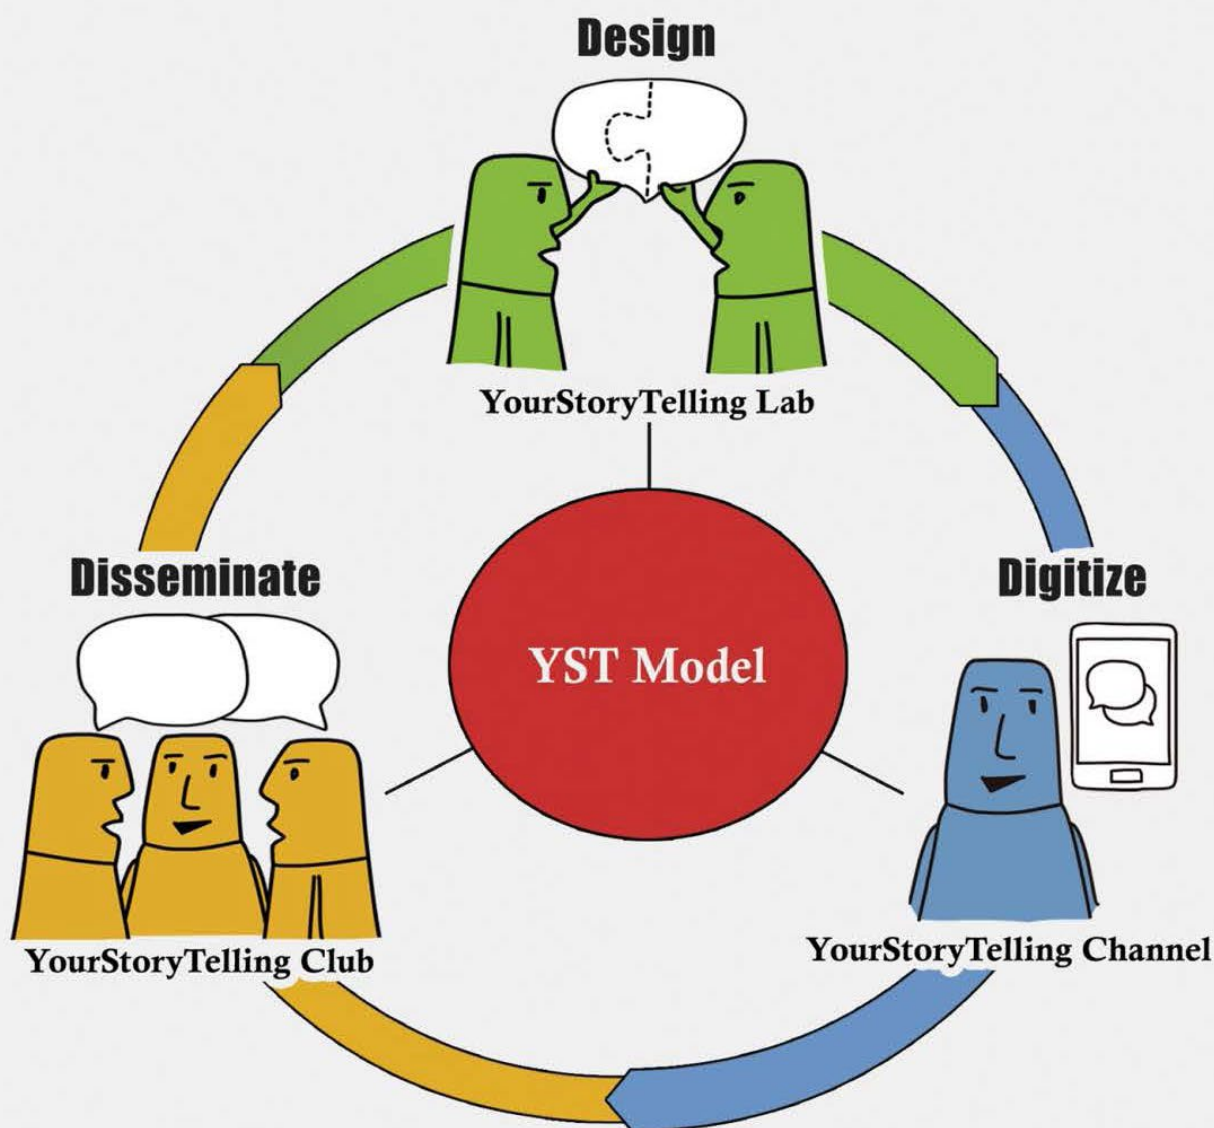 Design
YourStoryTelling Lab
YST Model
Disseminate
YourStoryTelling Club
Digitize
YourStoryTelling Channel